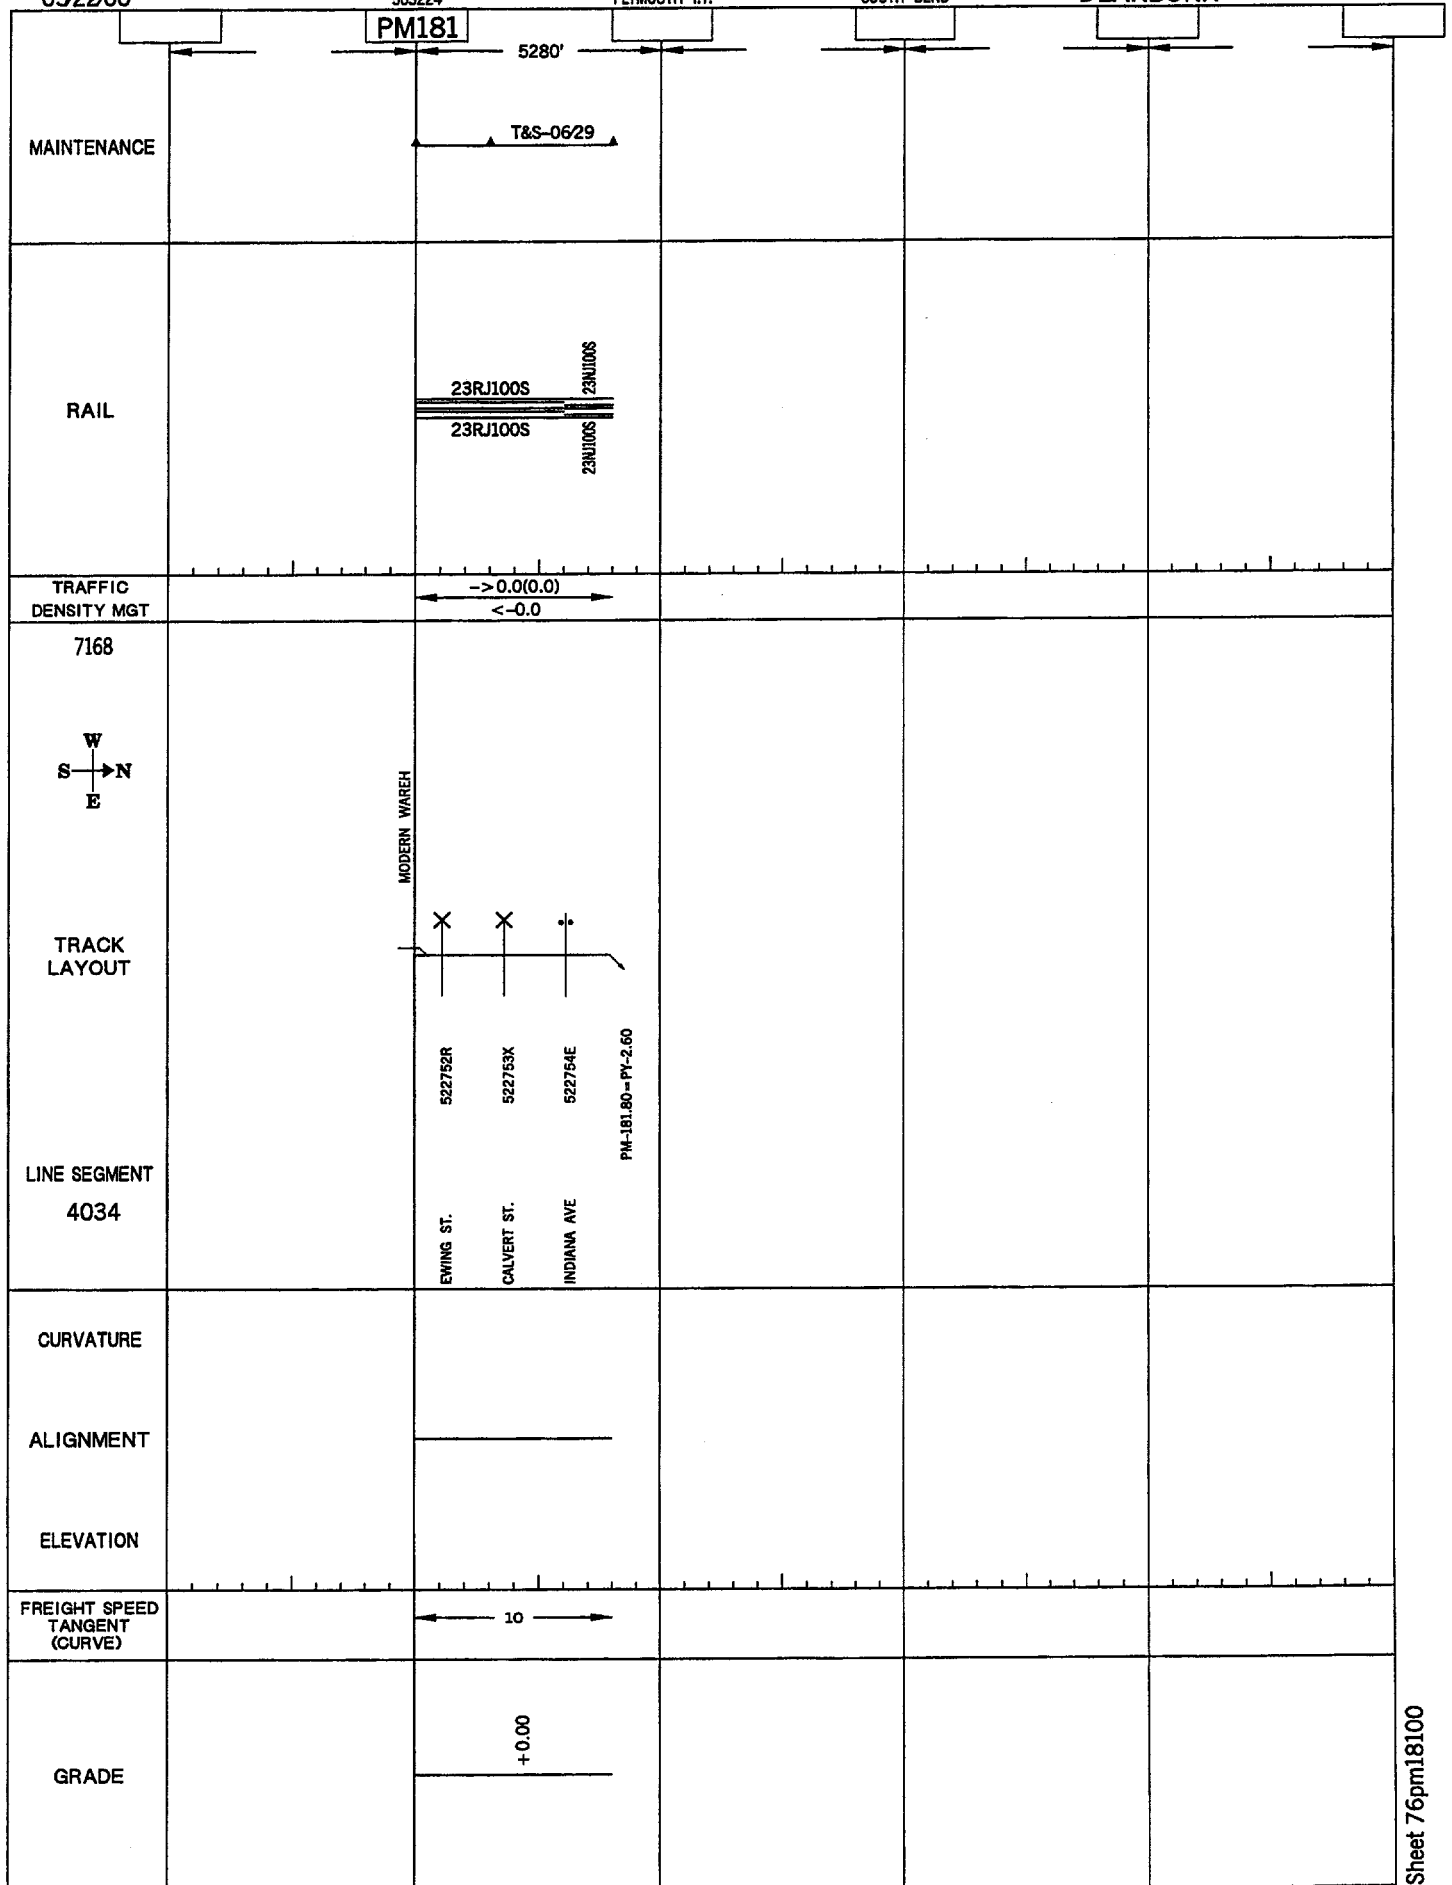 PM181
5280'
MAINTENANCE
T&S-06/29
RAIL
23RJ100S
23RJ100S
23NJ100S
23NJ100S
TRAFFIC
DENSITY MGT
->0.0(0.0)
<-0.0
7168
W
S N
E
MODERN WAREH
TRACK
LAYOUT
522752R
522753X
522754E
PM-181.80=PY-2.60
LINE SEGMENT
4034
EWING ST.
CALVERT ST.
INDIANA AVE
CURVATURE
ALIGNMENT
ELEVATION
FREIGHT SPEED
TANGENT
(CURVE)
10
GRADE
+0.00
Sheet 76pm18100